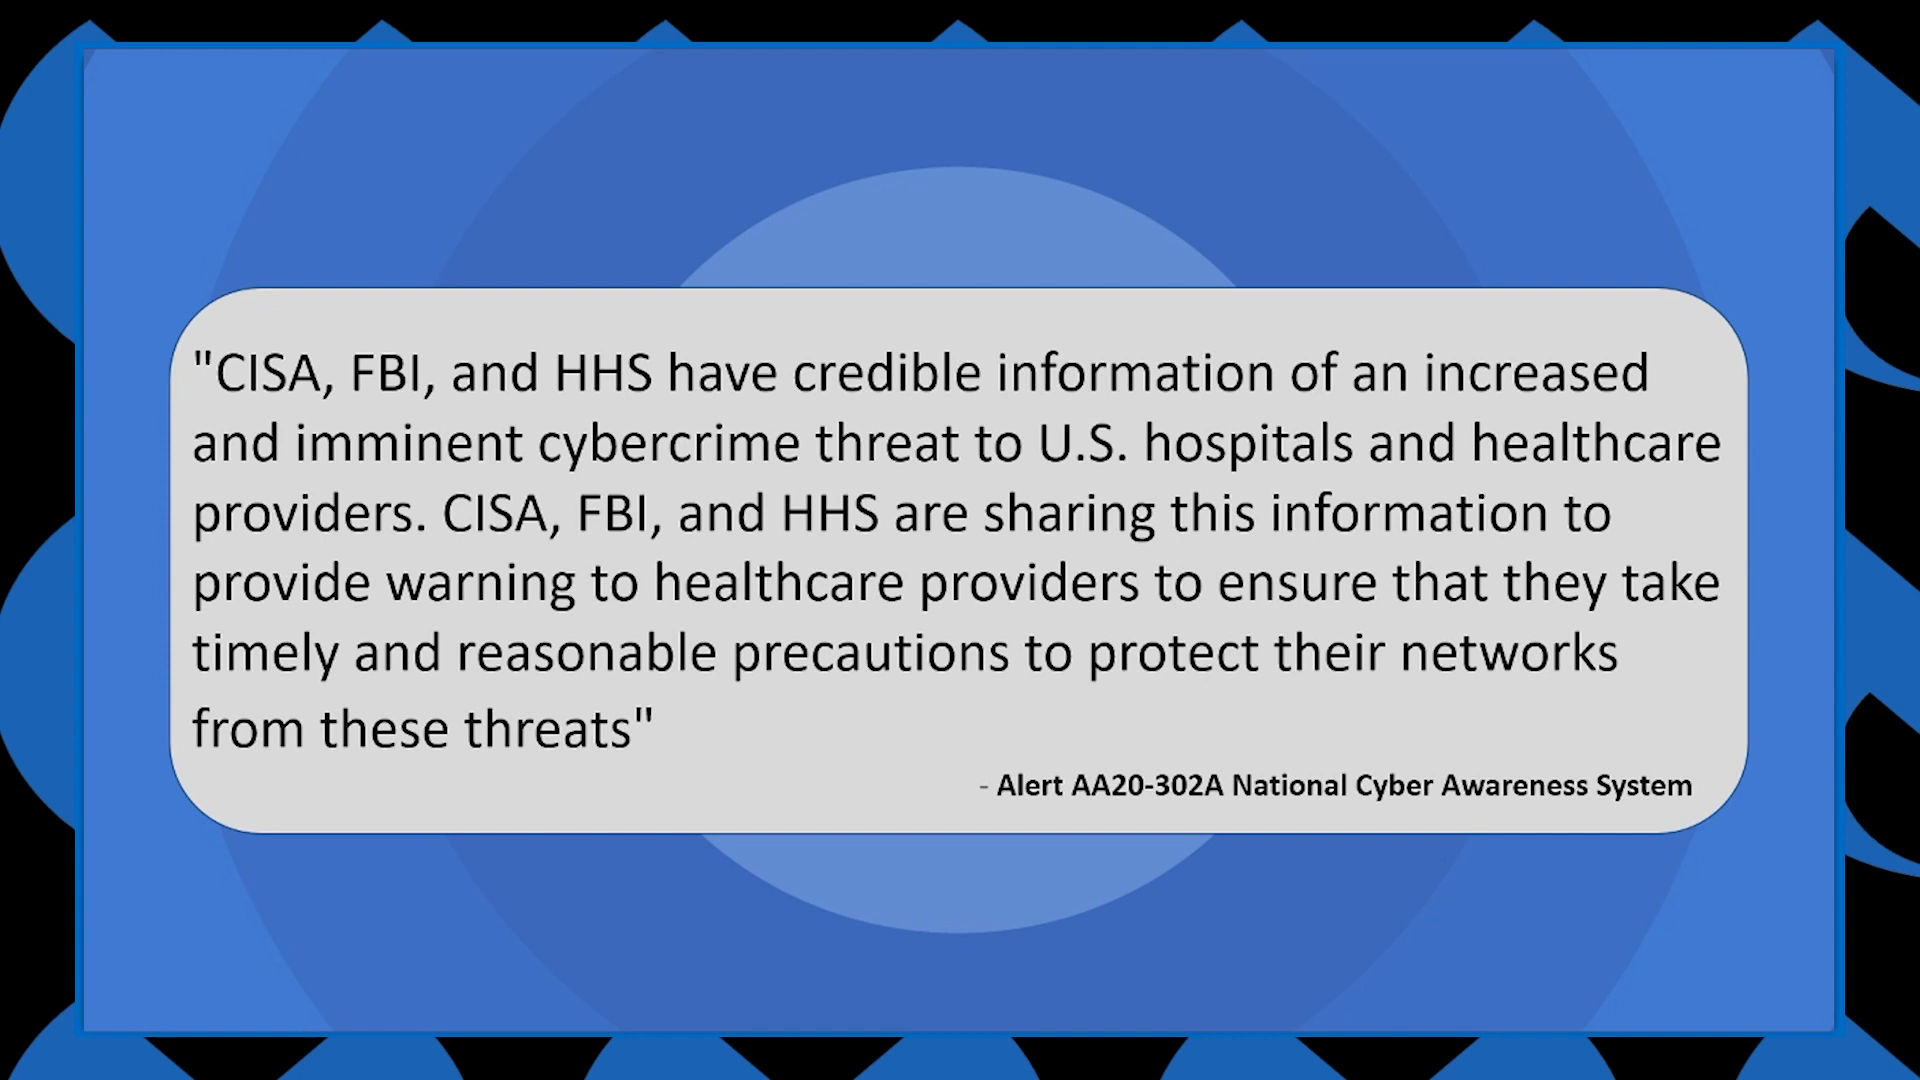 "CISA, FBI, and HHS have credible information of an increased
and imminent cybercrime threat to U.S. hospitals and healthcare
providers. CISA, FBI, and HHS are sharing this information to
provide warning to healthcare providers to ensure that they take
timely and reasonable precautions to protect their networks
from these threats"
- Alert AA20-302A National Cyber Awareness System